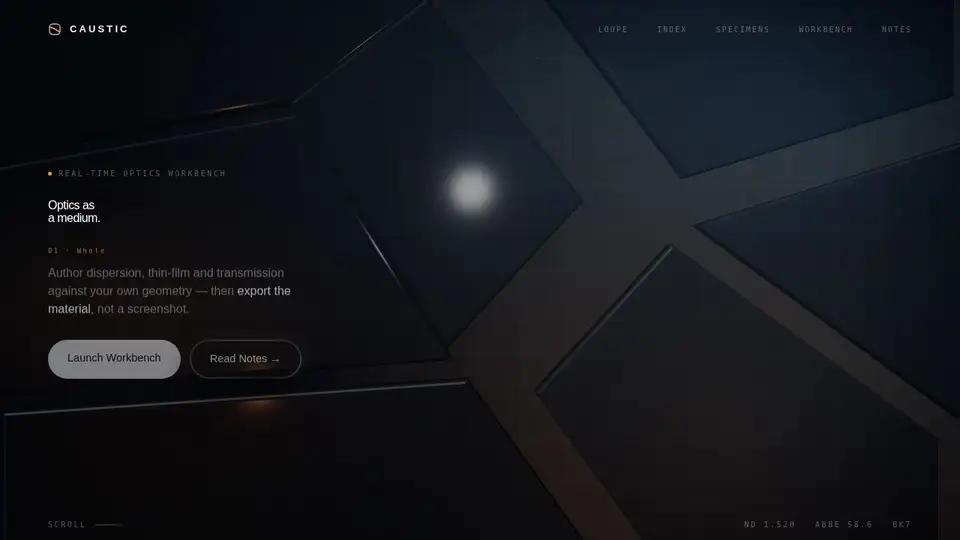 CAUSTIC
LOUPE INDEX SPECIMENS WORKBENCH NOTES
REAL-TIME OPTICS WORKBENCH
Optics as
a medium.
01 · Whole
Author dispersion, thin-film and transmission
against your own geometry — then export the
material, not a screenshot.
Launch Workbench
Read Notes →
SCROLL
ND 1.520 ABBE 58.6 BK7